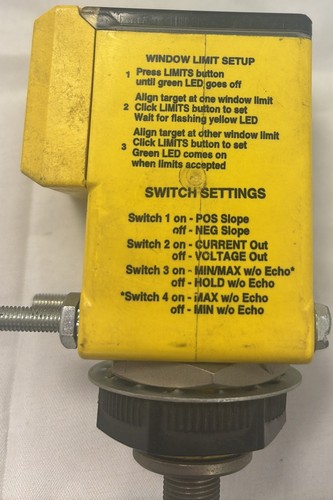 WINDOW LIMIT SETUP
1 Press LIMITS button
until green LED goes off
Align target at one window limit
2 Click LIMITS button to set
Wait for flashing yellow LED
Align target at other window limit
3 Click LIMITS button to set
Green LED comes on
when limits accepted
SWITCH SETTINGS
Switch 1 on - POS Slope
off - NEG Slope
Switch 2 on - CURRENT Out
off - VOLTAGE Out
Switch 3 on - MIN/MAX w/o Echo*
off - HOLD w/o Echo
*Switch 4 on - MAX w/o Echo
off - MIN w/o Echo